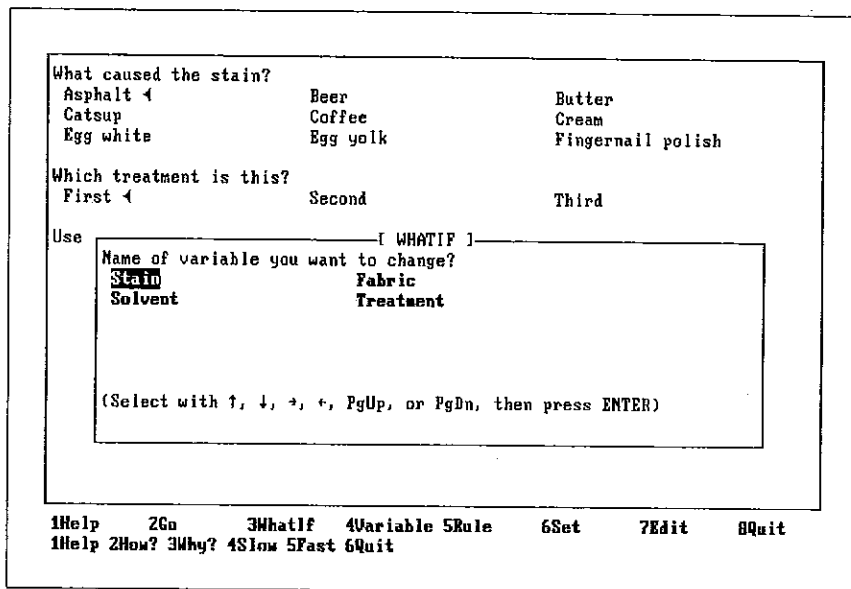 What caused the stain?
Asphalt ◄ Beer Butter
Catsup Coffee Cream
Egg white Egg yolk Fingernail polish
Which treatment is this?
First ◄ Second Third
Use
[ WHATIF ]
Name of variable you want to change?
Stain Fabric
Solvent Treatment
(Select with ↑, ↓, →, ←, PgUp, or PgDn, then press ENTER)
1Help 2Go 3WhatIf 4Variable 5Rule 6Set 7Edit 8Quit
1Help 2How? 3Why? 4Slow 5Fast 6Quit